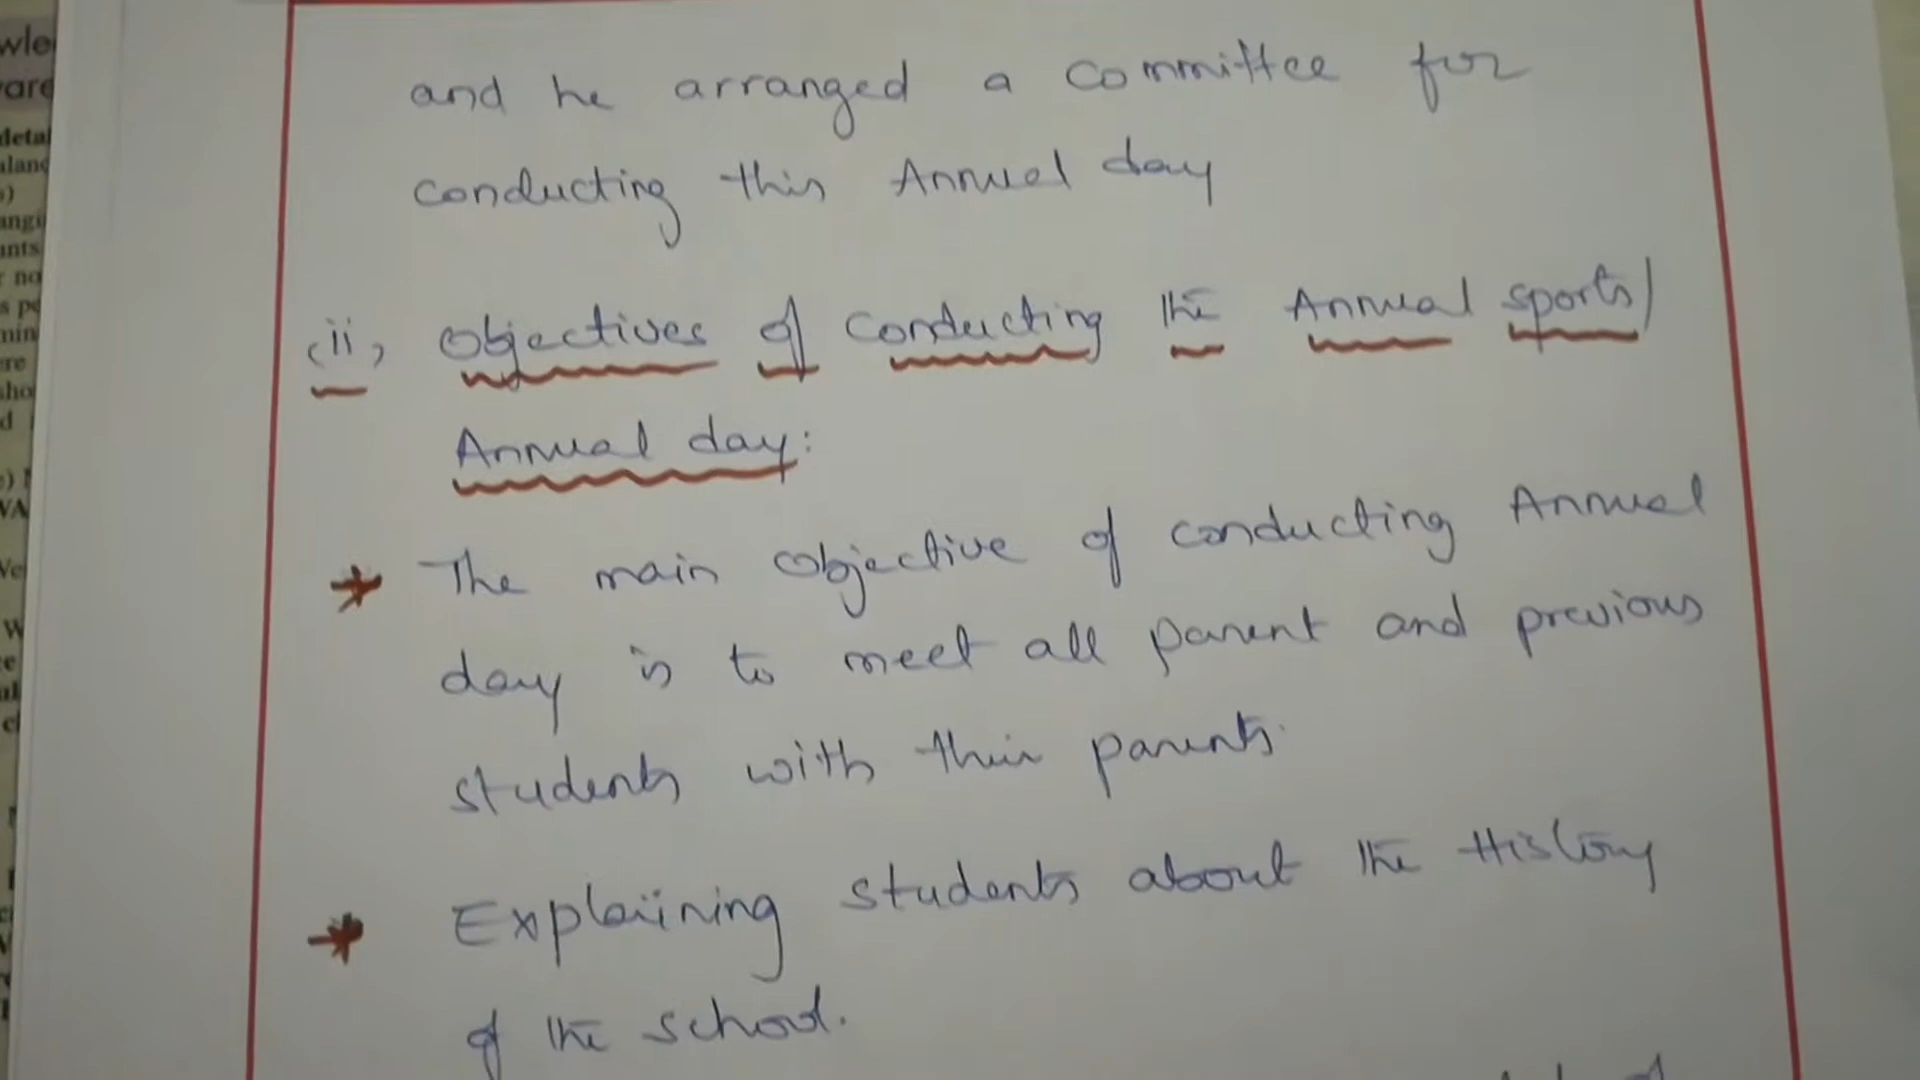 and he arranged a committee for
conducting this Annual day
(ii) Objectives of conducting the Annual sports/
Annual day:
The main objective of conducting Annual
day is to meet all parent and previous
students with their parents.
Explaining students about the History
of the school.